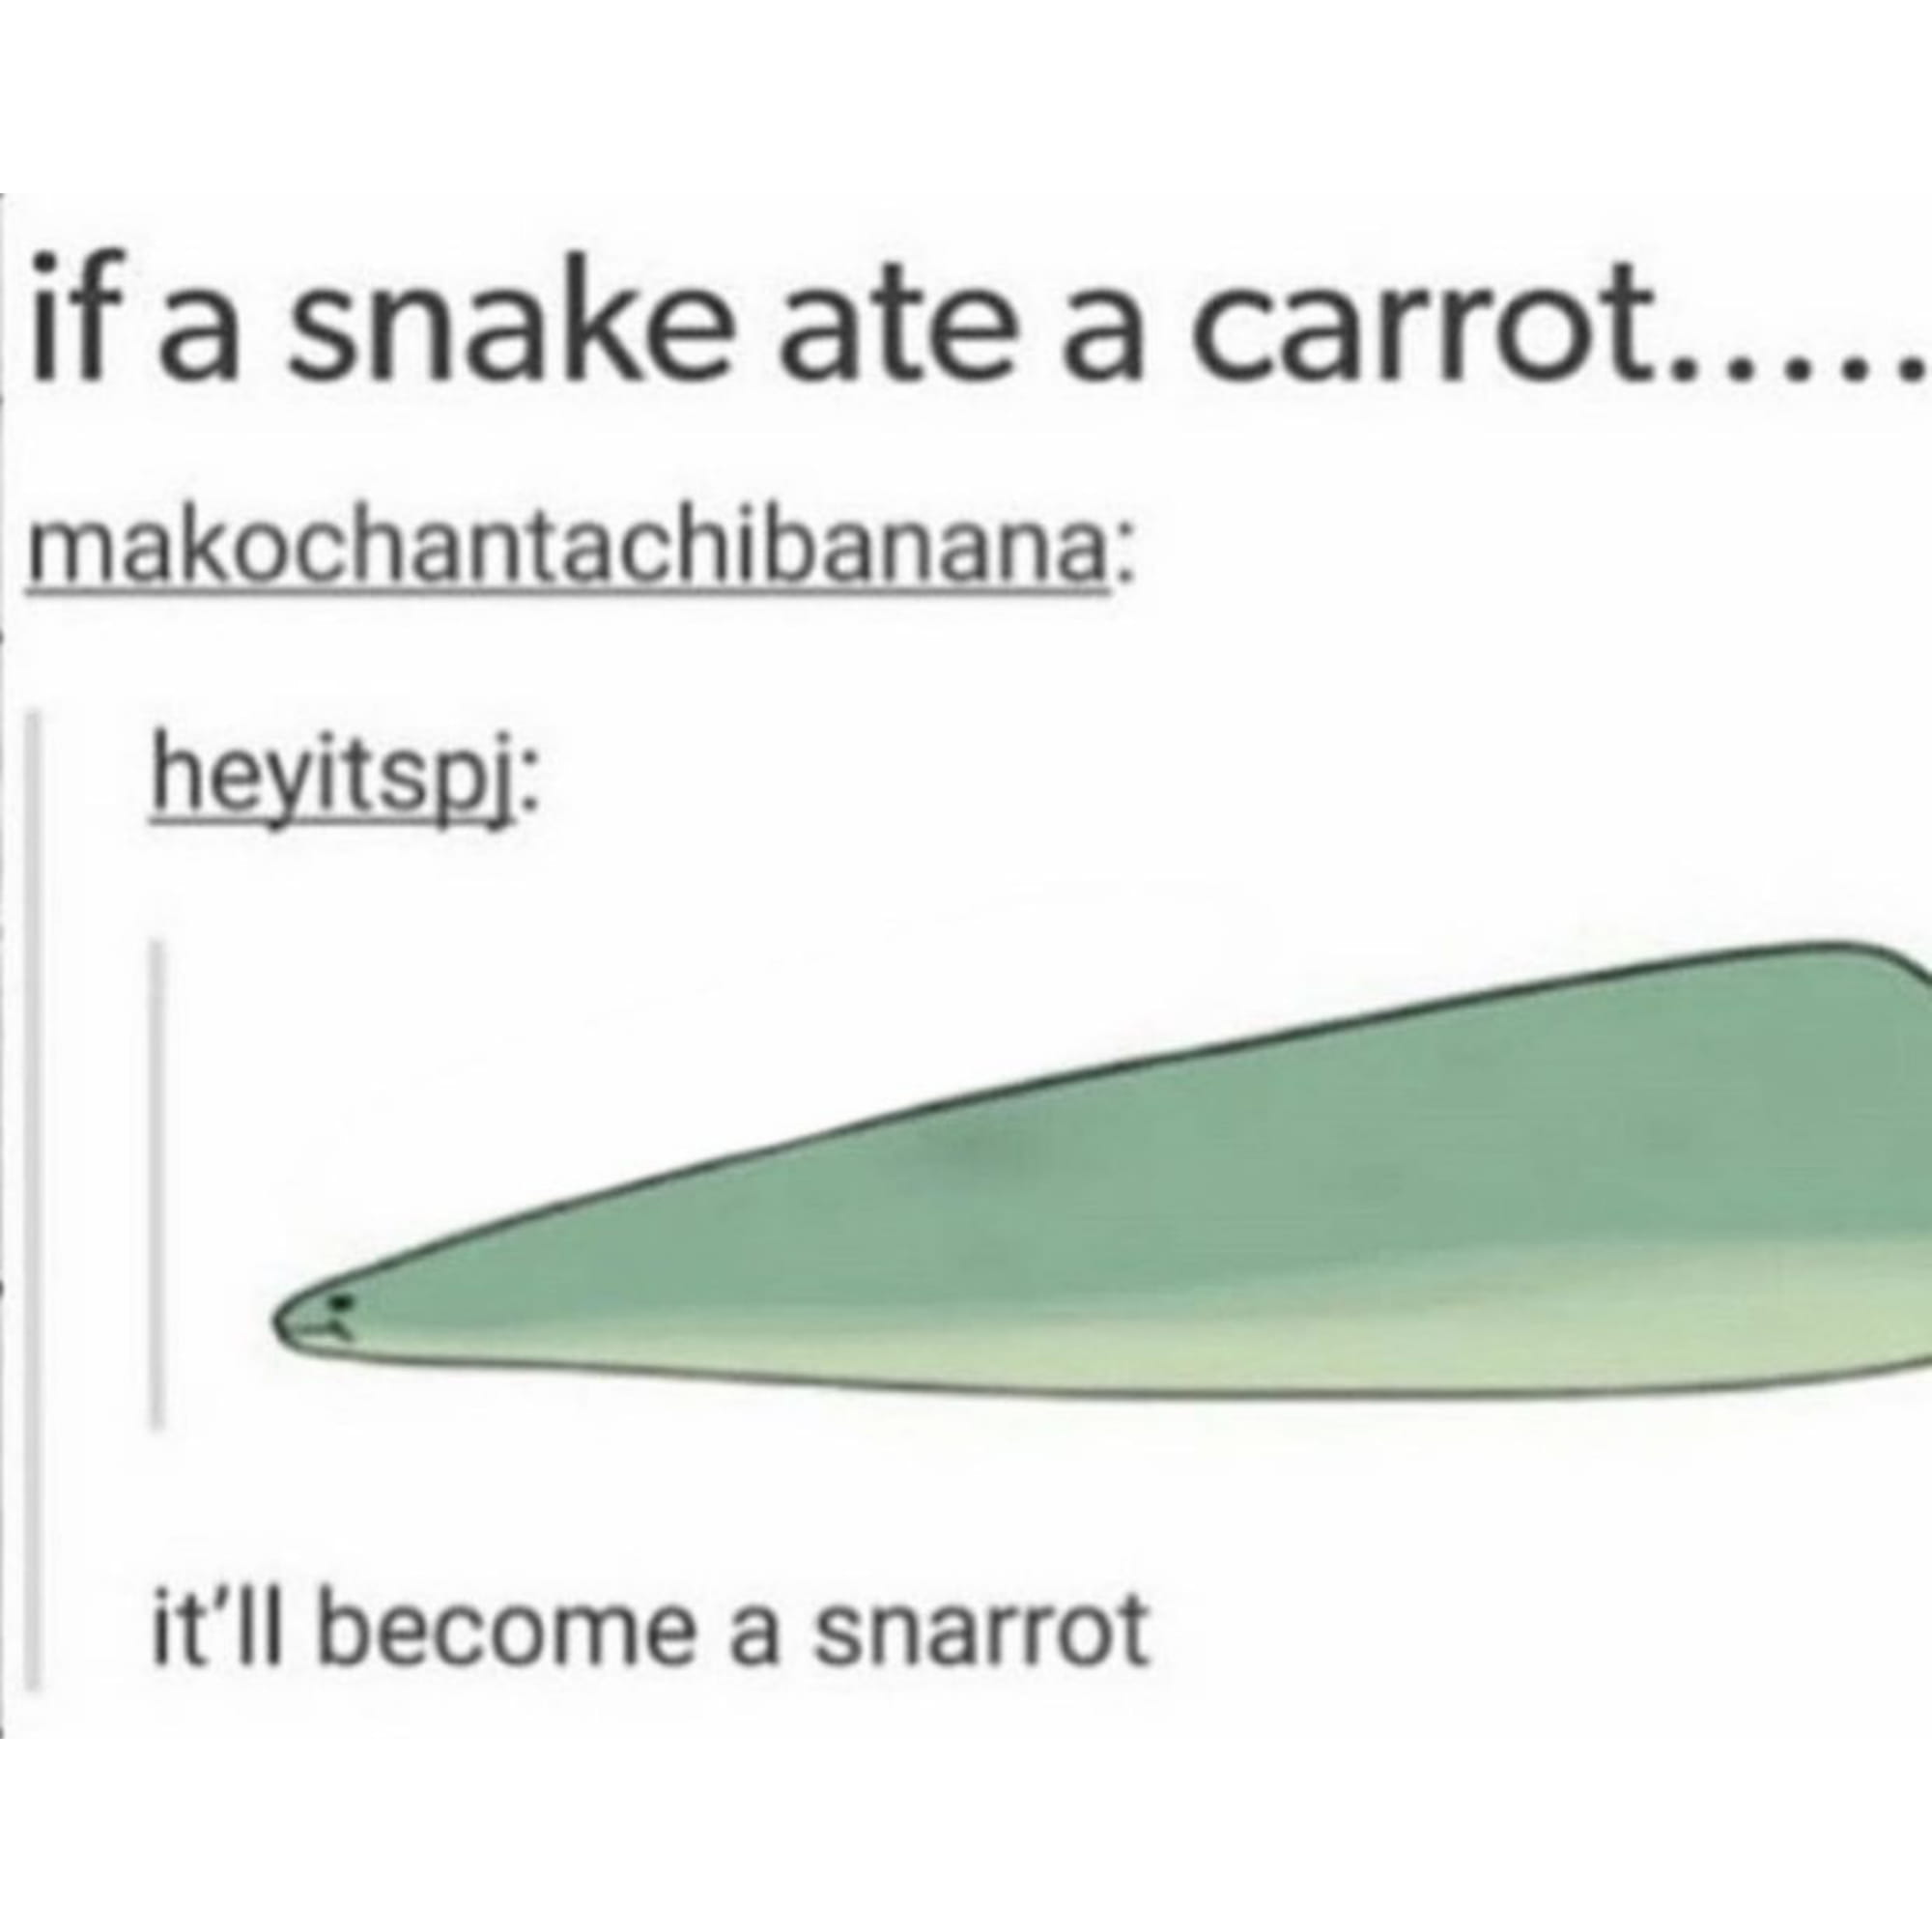 if a snake ate a carrot.....
makochantachibanana:
heyitspj:
it'll become a snarrot